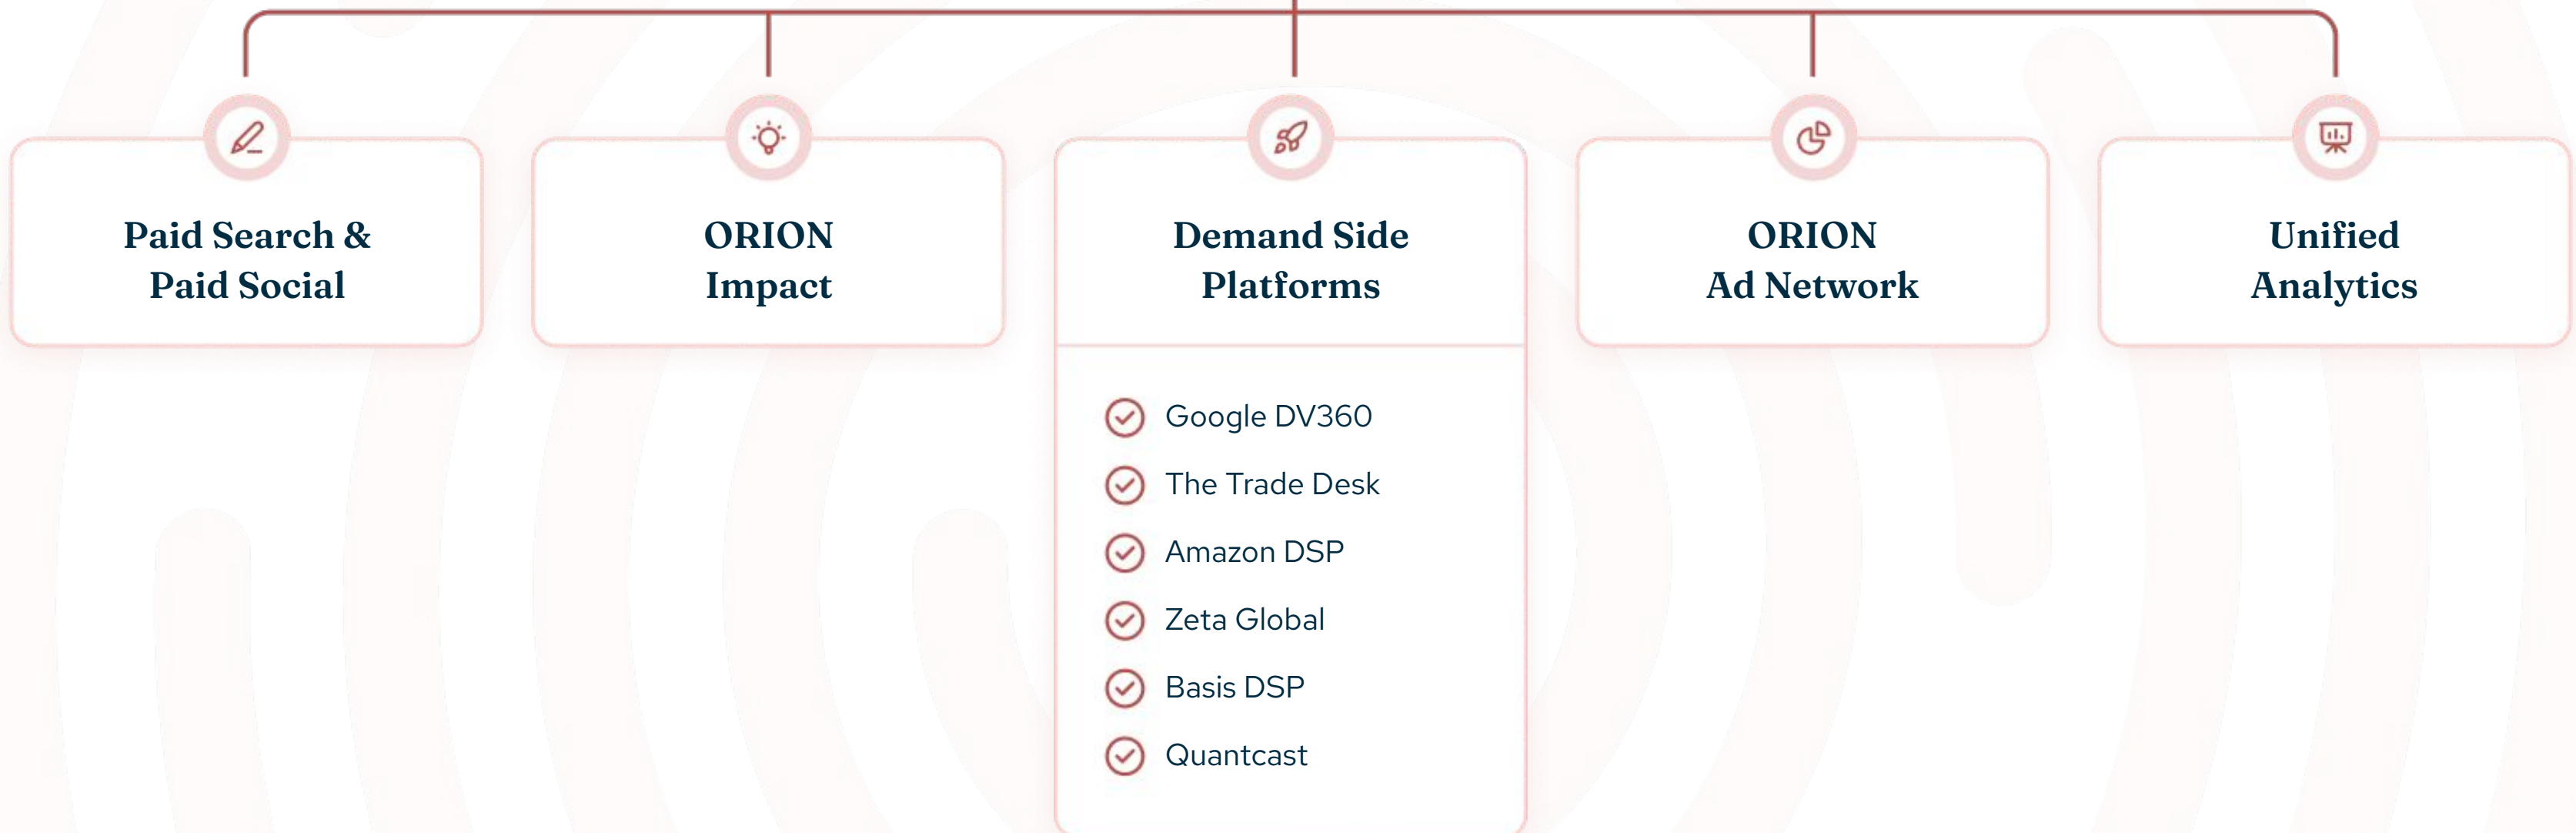 Paid Search &
Paid Social
ORION
Impact
Demand Side
Platforms
Google DV360
The Trade Desk
Amazon DSP
Zeta Global
Basis DSP
Quantcast
ORION
Ad Network
Unified
Analytics